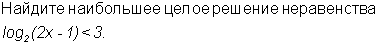 Найдите наибольшее целое решение неравенства
log₂(2x - 1) < 3.